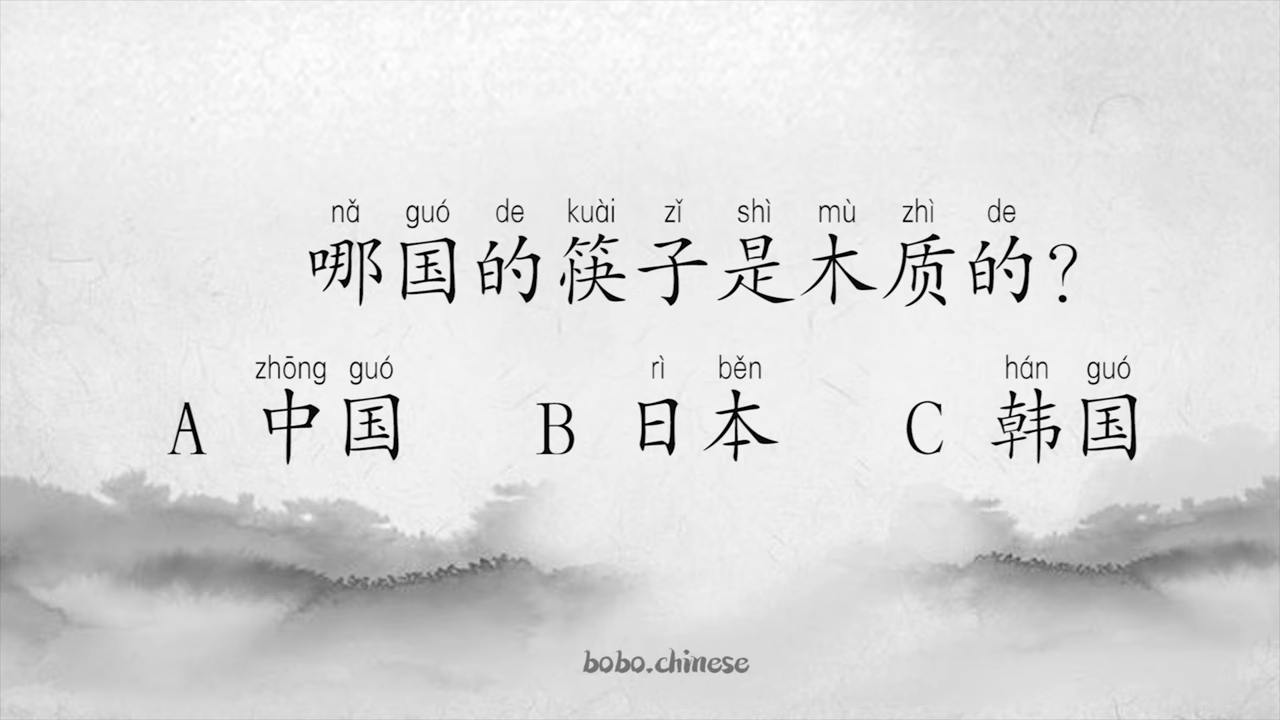 nǎ guó de kuài zǐ shì mù zhì de
哪国的筷子是木质的?
zhōng guó rì běn hán guó
A 中国 B 日本 C 韩国
bobo.chinese